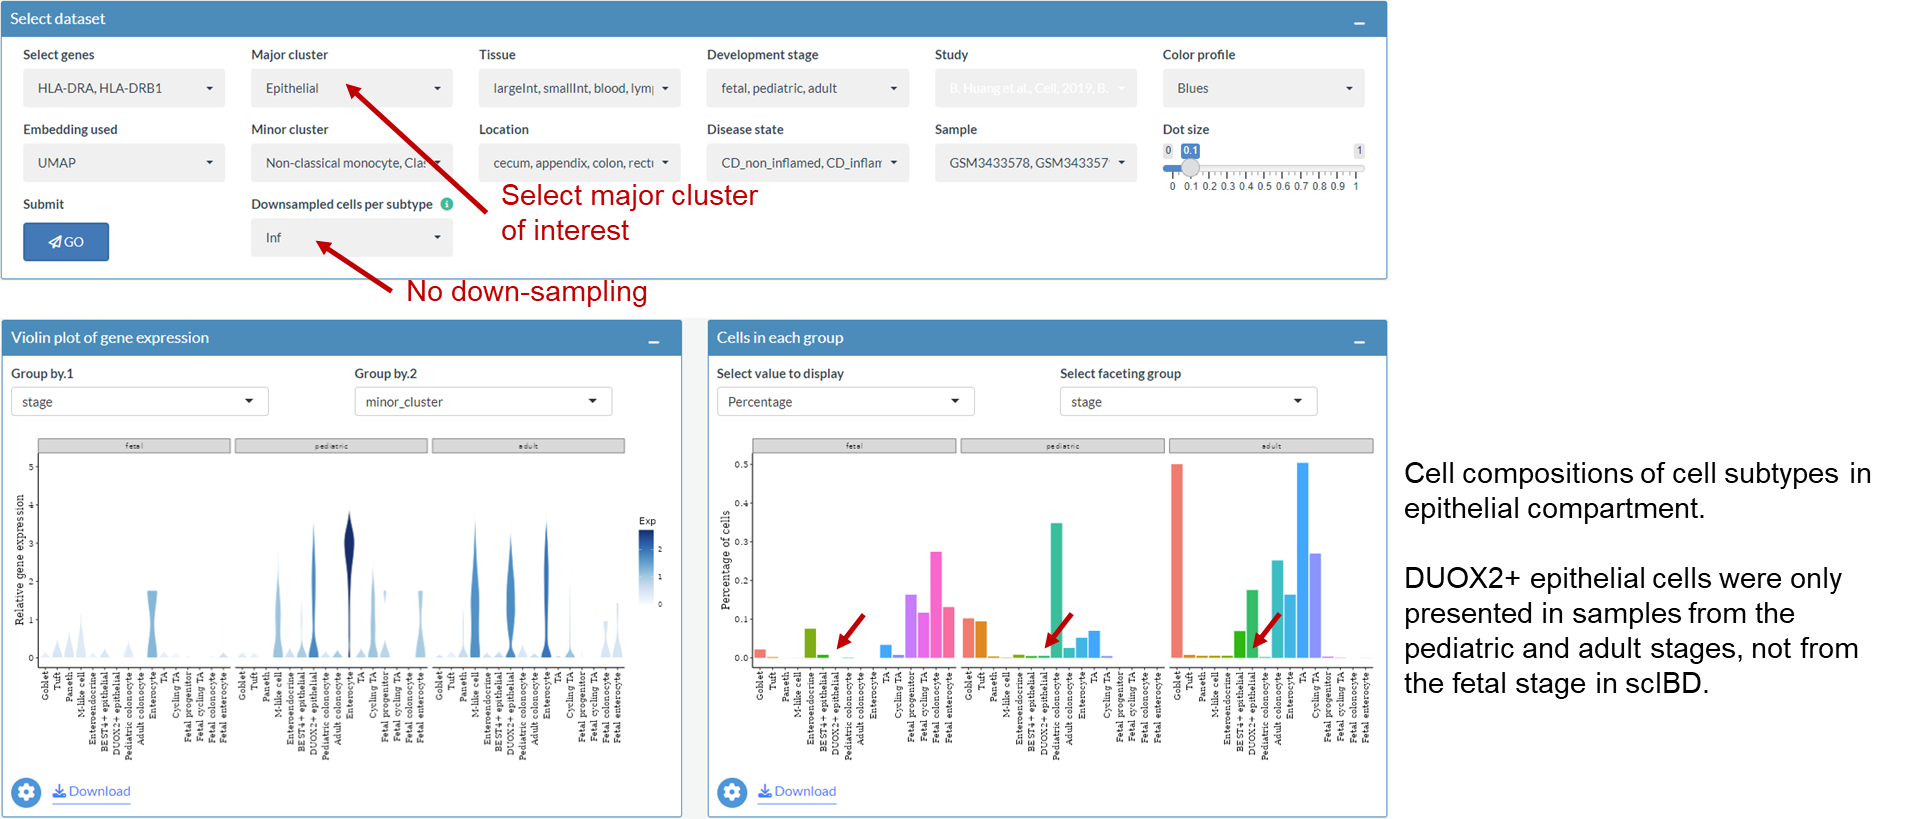 Select dataset
Select genes
Major cluster
Tissue
Development stage
Study
Color profile
HLA-DRA, HLA-DRB1
Epithelial
largeInt, smallInt, blood, lymp
fetal, pediatric, adult
B. Huang et al., Cell, 2019, B.
Blues
Embedding used
Minor cluster
Location
Disease state
Sample
Dot size
UMAP
Non-classical monocyte, Clas
cecum, appendix, colon, rectu
CD_non_inflamed, CD_inflam
GSM3433578, GSM343357
0 0.1 1
0 0.1 0.2 0.3 0.4 0.5 0.6 0.7 0.8 0.9 1
Submit
Downsampled cells per subtype
GO
Inf
Select major cluster
of interest
No down-sampling
Violin plot of gene expression
Group by.1
Group by.2
stage
minor_cluster
fetal
pediatric
adult
Relative gene expression
5
4
3
2
1
0
Exp
2
1
0
Goblet
Tuft
Paneth
M-like cell
Enteroendocrine
BEST4+ epithelial
DUOX2+ epithelial
Pediatric colonocyte
Adult colonocyte
Enterocyte
TA
Cycling TA
Fetal progenitor
Fetal cycling TA
Fetal colonocyte
Fetal enterocyte
Goblet
Tuft
Paneth
M-like cell
Enteroendocrine
BEST4+ epithelial
DUOX2+ epithelial
Pediatric colonocyte
Adult colonocyte
Enterocyte
TA
Cycling TA
Fetal progenitor
Fetal cycling TA
Fetal colonocyte
Fetal enterocyte
Goblet
Tuft
Paneth
M-like cell
Enteroendocrine
BEST4+ epithelial
DUOX2+ epithelial
Pediatric colonocyte
Adult colonocyte
Enterocyte
TA
Cycling TA
Fetal progenitor
Fetal cycling TA
Fetal colonocyte
Fetal enterocyte
Download
Cells in each group
Select value to display
Select faceting group
Percentage
stage
fetal
pediatric
adult
Percentage of cells
0.5
0.4
0.3
0.2
0.1
0.0
Goblet
Tuft
Paneth
M-like cell
Enteroendocrine
BEST4+ epithelial
DUOX2+ epithelial
Pediatric colonocyte
Adult colonocyte
Enterocyte
TA
Cycling TA
Fetal progenitor
Fetal cycling TA
Fetal colonocyte
Fetal enterocyte
Goblet
Tuft
Paneth
M-like cell
Enteroendocrine
BEST4+ epithelial
DUOX2+ epithelial
Pediatric colonocyte
Adult colonocyte
Enterocyte
TA
Cycling TA
Fetal progenitor
Fetal cycling TA
Fetal colonocyte
Fetal enterocyte
Goblet
Tuft
Paneth
M-like cell
Enteroendocrine
BEST4+ epithelial
DUOX2+ epithelial
Pediatric colonocyte
Adult colonocyte
Enterocyte
TA
Cycling TA
Fetal progenitor
Fetal cycling TA
Fetal colonocyte
Fetal enterocyte
Download
Cell compositions of cell subtypes in
epithelial compartment.
DUOX2+ epithelial cells were only
presented in samples from the
pediatric and adult stages, not from
the fetal stage in scIBD.